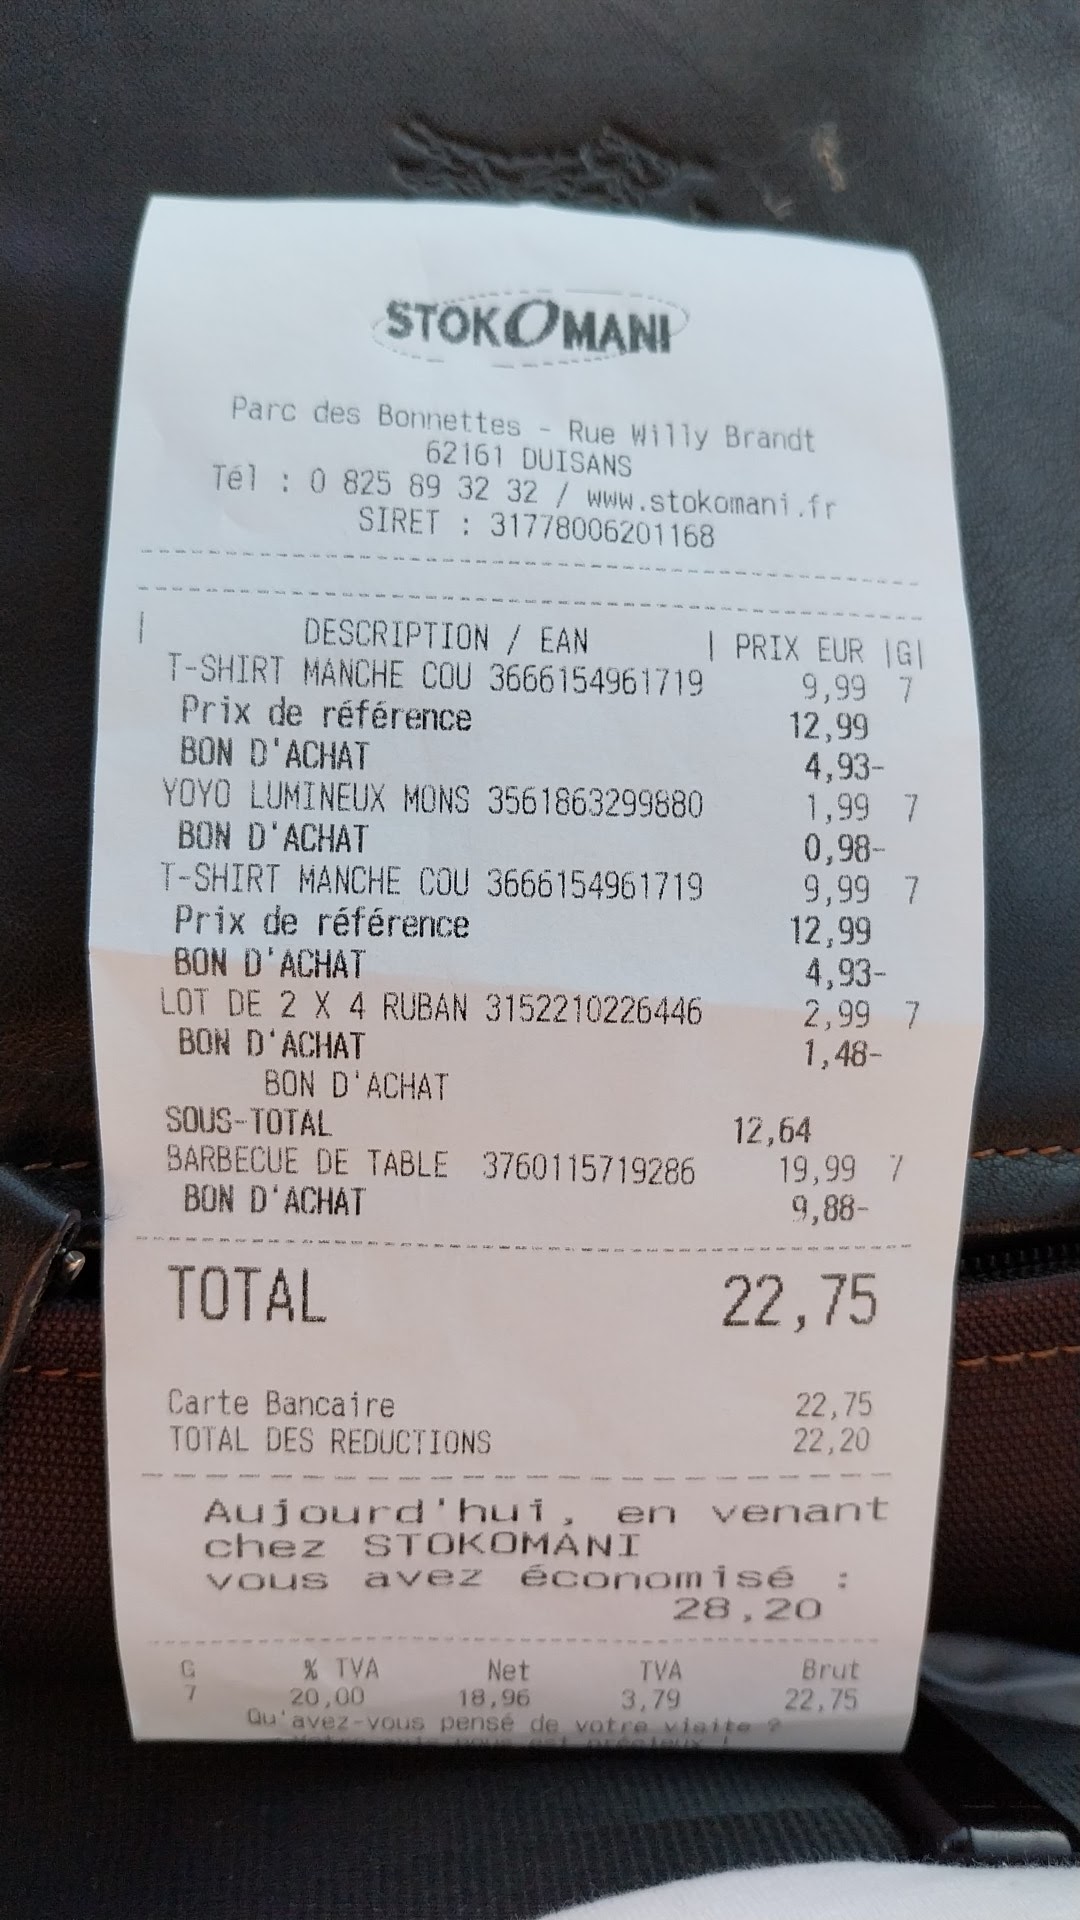 STOKOMANI
Parc des Bonnettes - Rue Willy Brandt
62161 DUISANS
Tél : 0 825 89 32 32 / www.stokomani.fr
SIRET : 31778006201168
| DESCRIPTION / EAN | PRIX EUR |G|
T-SHIRT MANCHE COU 3666154961719 9,99 7
Prix de référence 12,99
BON D'ACHAT 4,93-
YOYO LUMINEUX MONS 3561863299880 1,99 7
BON D'ACHAT 0,98-
T-SHIRT MANCHE COU 3666154961719 9,99 7
Prix de référence 12,99
BON D'ACHAT 4,93-
LOT DE 2 X 4 RUBAN 3152210226446 2,99 7
BON D'ACHAT 1,48-
BON D'ACHAT
SOUS-TOTAL 12,64
BARBECUE DE TABLE 3760115719286 19,99 7
BON D'ACHAT 9,88-
TOTAL 22,75
Carte Bancaire 22,75
TOTAL DES REDUCTIONS 22,20
Aujourd'hui, en venant
chez STOKOMANI
vous avez économisé :
28,20
G % TVA Net TVA Brut
7 20,00 18,96 3,79 22,75
Qu'avez-vous pensé de votre visite ?